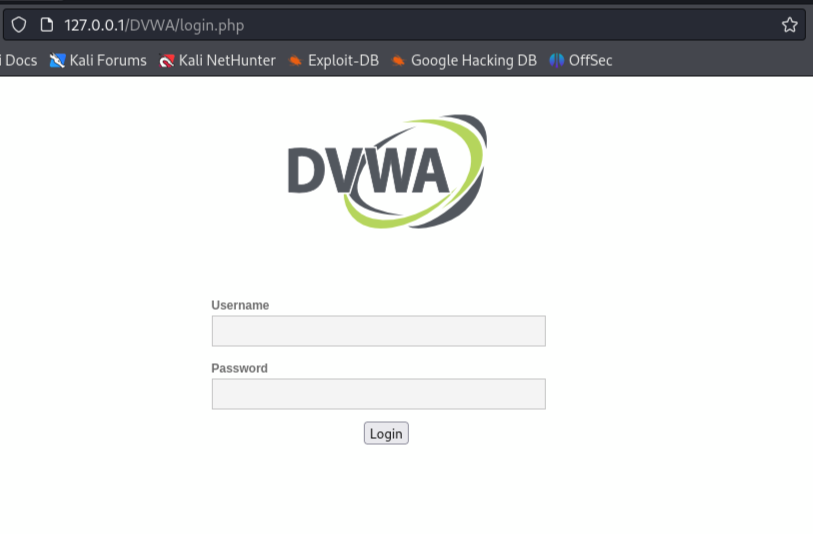 127.0.0.1/DVWA/login.php
i Docs Kali Forums Kali NetHunter Exploit-DB Google Hacking DB OffSec
DVWA
Username
Password
Login